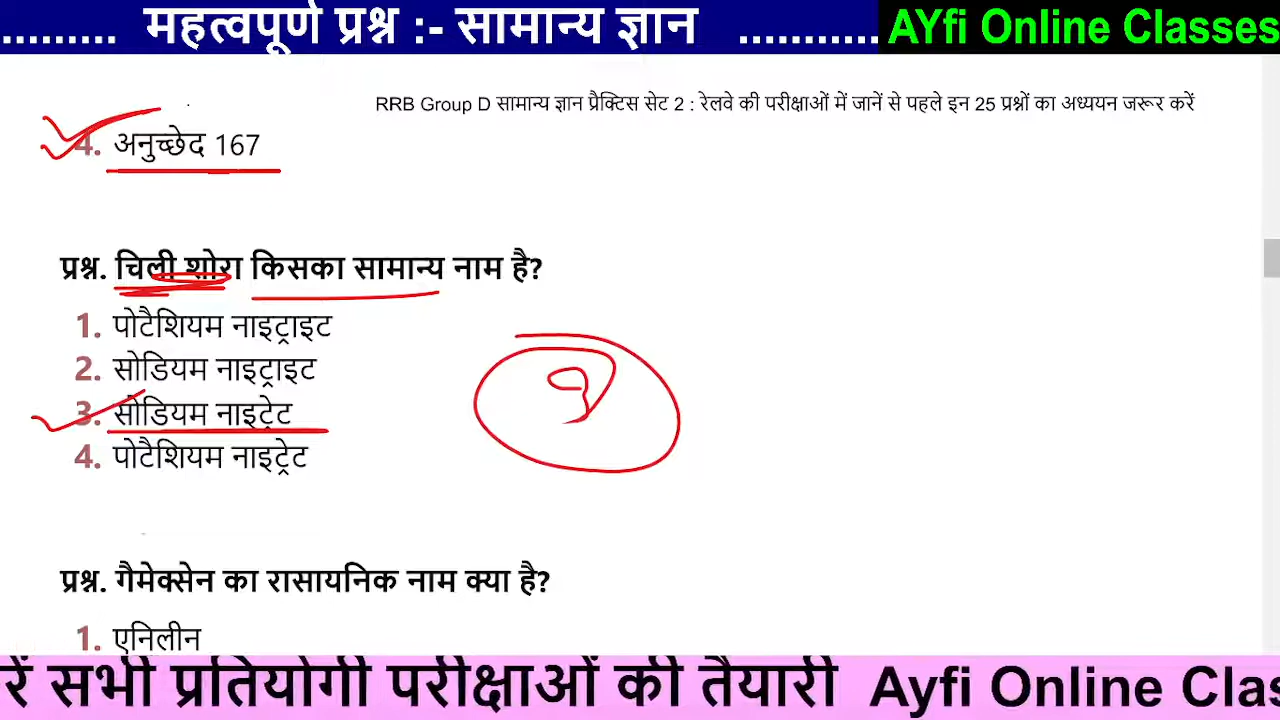 ......... महत्वपूर्ण प्रश्न :- सामान्य ज्ञान ........... AYfi Online Classes
RRB Group D सामान्य ज्ञान प्रैक्टिस सेट 2 : रेलवे की परीक्षाओं में जानें से पहले इन 25 प्रश्नों का अध्ययन जरूर करें
4. अनुच्छेद 167
प्रश्न. चिली शोरा किसका सामान्य नाम है?
1. पोटैशियम नाइट्राइट
2. सोडियम नाइट्राइट
3. सोडियम नाइट्रेट
4. पोटैशियम नाइट्रेट
प्रश्न. गैमेक्सेन का रासायनिक नाम क्या है?
1. एनिलीन
रें सभी प्रतियोगी परीक्षाओं की तैयारी Ayfi Online Clas